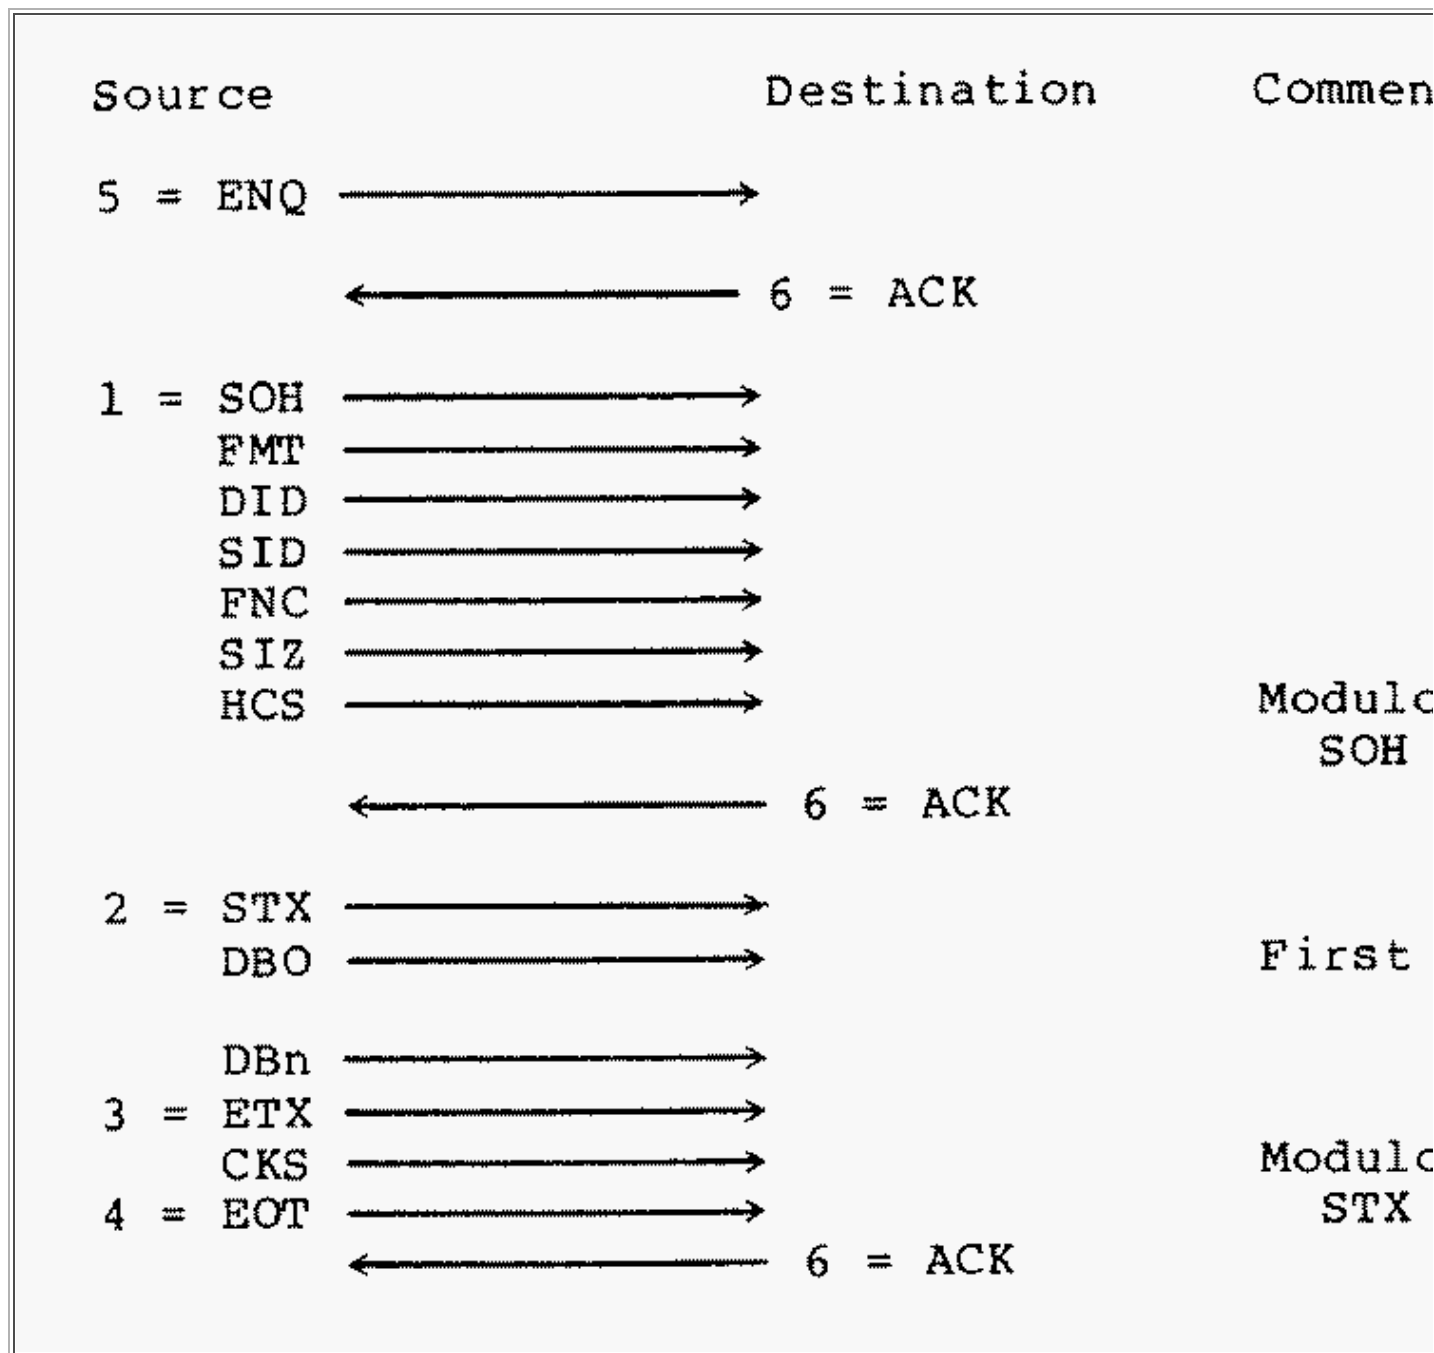 Source Destination Commen
5 = ENQ
6 = ACK
1 = SOH
FMT
DID
SID
FNC
SIZ
HCS Modulo
SOH
6 = ACK
2 = STX
DBO First
DBn
3 = ETX
CKS Modulo
4 = EOT STX
6 = ACK